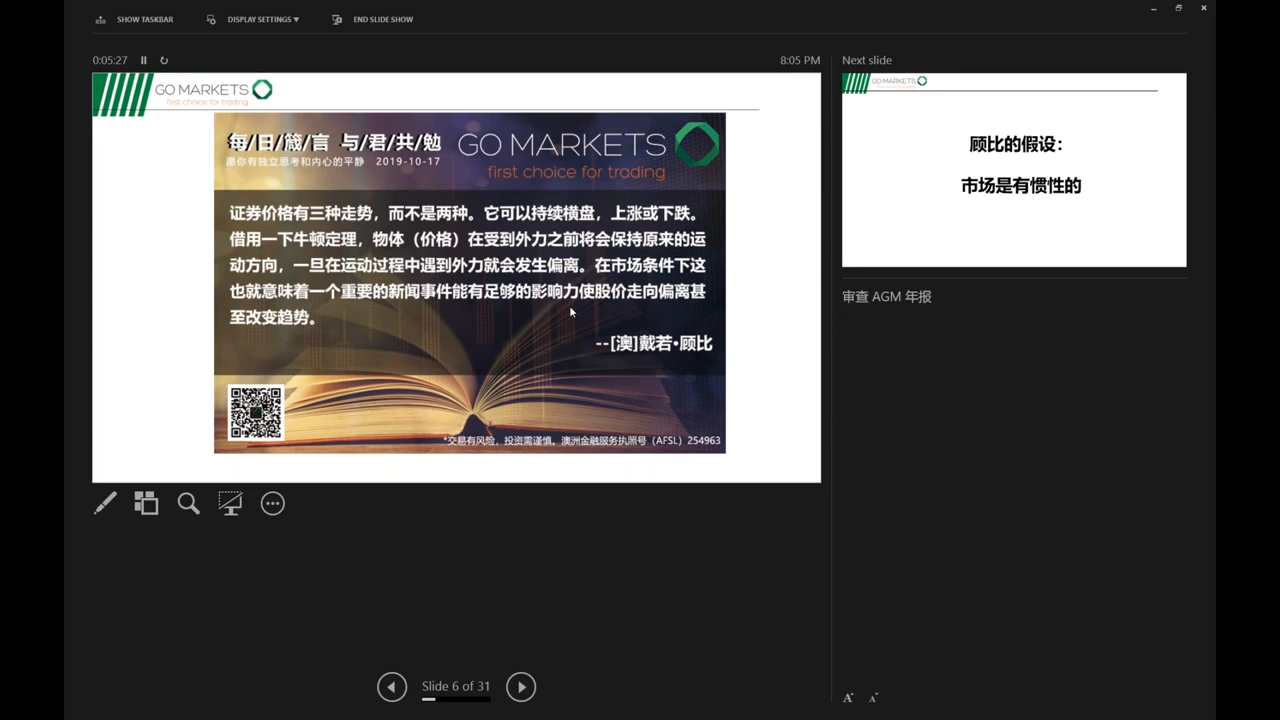 SHOW TASKBAR
DISPLAY SETTINGS ▼
END SLIDE SHOW
0:05:27
8:05 PM
GO MARKETS
first choice for trading
每/日/箴/言 与/君/共/勉
愿你有独立思考和内心的平静 2019-10-17
GO MARKETS
first choice for trading
证券价格有三种走势，而不是两种。它可以持续横盘，上涨或下跌。
借用一下牛顿定理，物体（价格）在受到外力之前将会保持原来的运
动方向，一旦在运动过程中遇到外力就会发生偏离。在市场条件下这
也就意味着一个重要的新闻事件能有足够的影响力使股价走向偏离甚
至改变趋势。
--[澳]戴若•顾比
*交易有风险，投资需谨慎。澳洲金融服务执照号（AFSL）254963
Slide 6 of 31
Next slide
GO MARKETS
顾比的假设：
市场是有惯性的
审查 AGM 年报
A
A